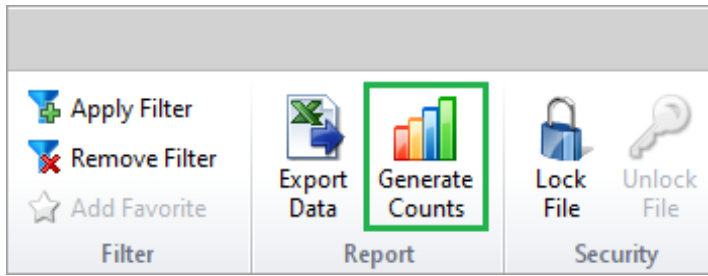 Apply Filter
Remove Filter
Add Favorite
Filter
Export
Data
Generate
Counts
Report
Lock
File
Unlock
File
Security